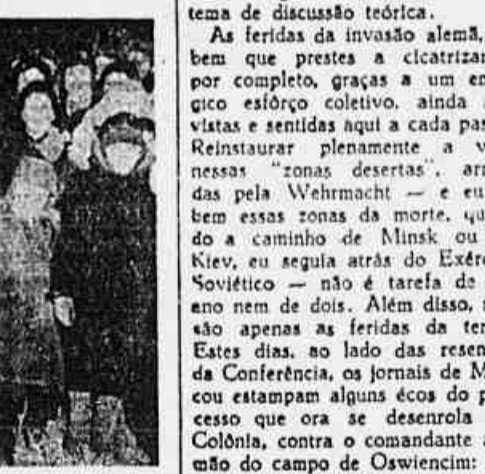 tema de discussão teórica.
As feridas da invasão alemã,
bem que prestes a cicatrizar
por completo, graças a um en
gico esfôrço coletivo, ainda
vistas e sentidas aqui a cada pas
Reinstaurar plenamente a v
nessas "zonas desertas", arr
das pela Wehrmacht — e eu
bem essas zonas da morte, qu
do a caminho de Minsk ou
Kiev, eu seguia atrás do Exér
Soviético — não é tarefa de
ano nem de dois. Além disso,
são apenas as feridas da ter
Estes dias, ao lado das resen
da Conferência, os jornais de M
cou estampam alguns écos do p
cesso que ora se desenrola
Colônia, contra o comandante a
mão do campo de Oswiencim: